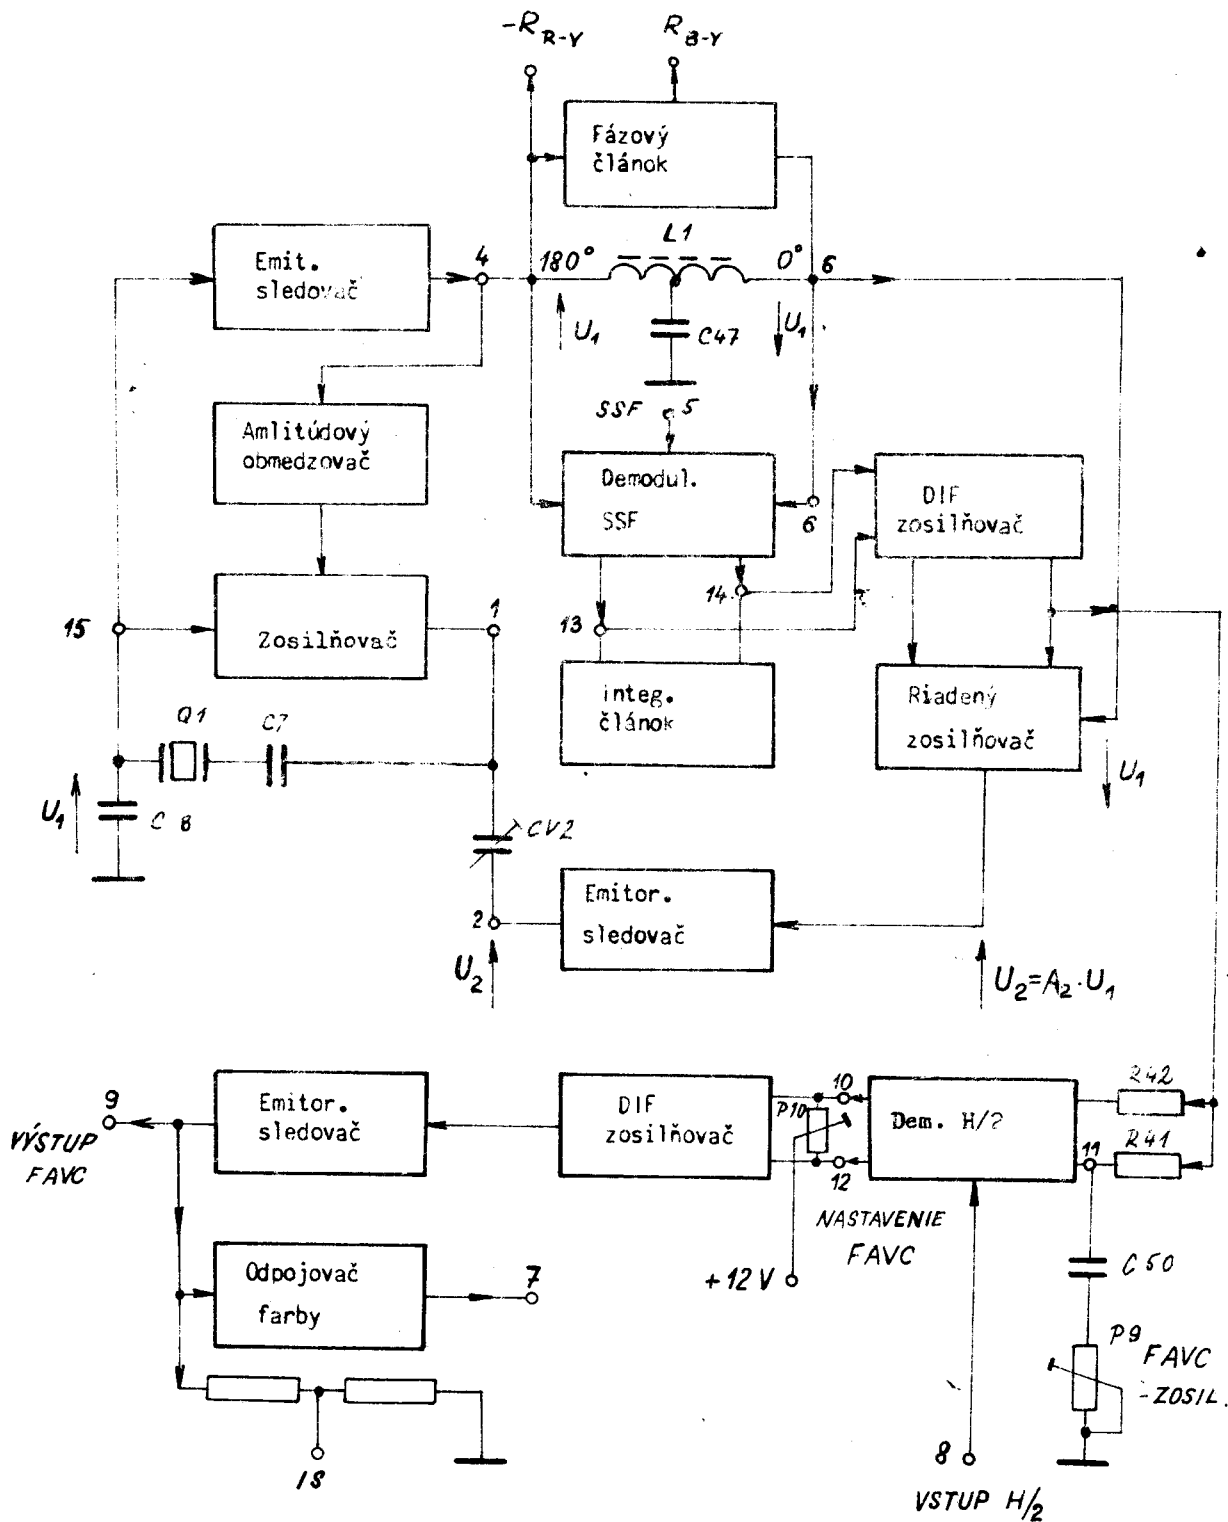 -R R-Y
R B-Y
Fázový
článok
L1
Emit.
sledovač
4
180°
0°
6
U₁
C47
U₁
SSF
5
Amlitúdový
obmedzovač
Demodul.
SSF
6
DIF
zosilňovač
14
15
Zosilňovač
1
13
integ.
článok
Riadený
zosilňovač
Q1
C7
U₁
C8
U₁
CV2
Emitor.
sledovač
2
U₂
U₂=A₂.U₁
9
Emitor.
sledovač
DIF
zosilňovač
10
P10
Dem. H/2
R42
R41
11
VÝSTUP
FAVC
12
NASTAVENIE
FAVC
Odpojovač
farby
7
+12V
C50
P9
FAVC
-ZOSIL.
8
VSTUP H/2